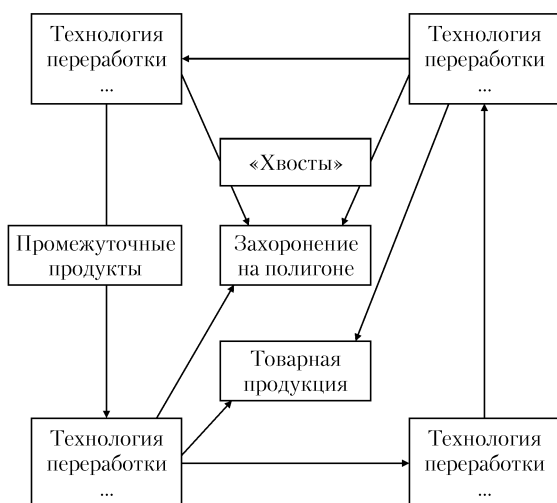 Технология
переработки
...
Технология
переработки
...
«Хвосты»
Промежуточные
продукты
Захоронение
на полигоне
Товарная
продукция
Технология
переработки
...
Технология
переработки
...